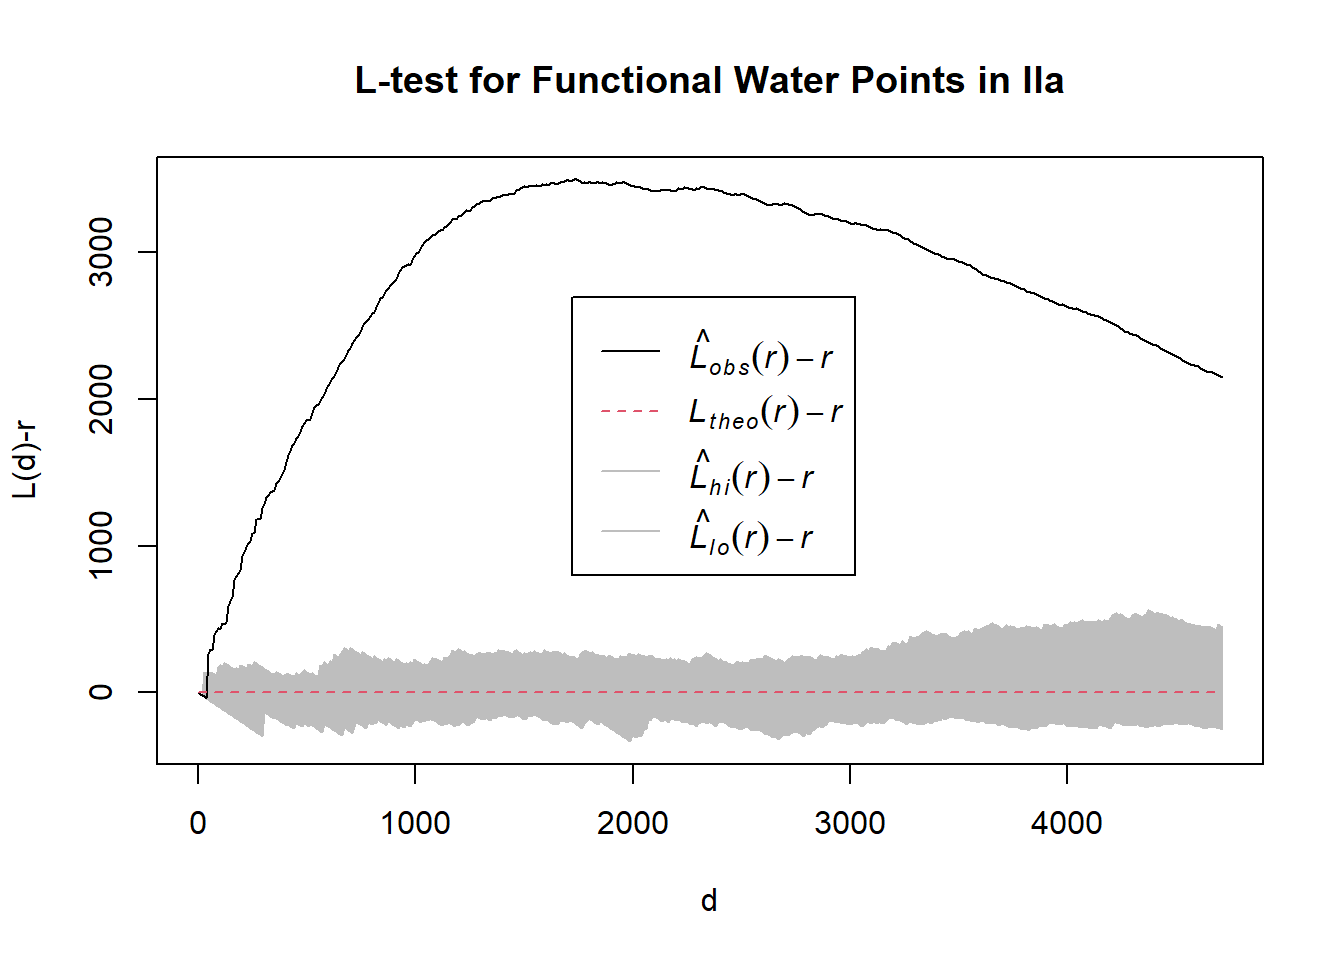 L-test for Functional Water Points in Ila
L(d)-r
3000
2000
1000
0
L̂obs(r) – r
Ltheo(r) – r
L̂hi(r) – r
L̂lo(r) – r
0 1000 2000 3000 4000
d